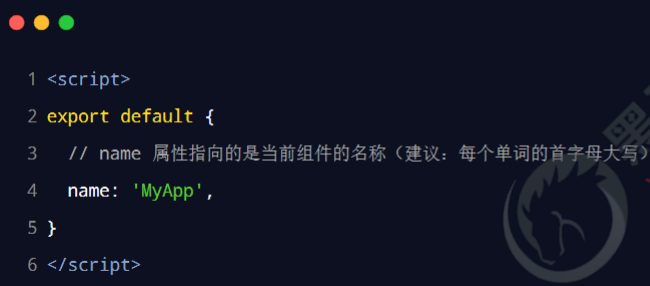 1 <script>
2 export default {
3 // name 属性指向的是当前组件的名称（建议：每个单词的首字母大写）
4 name: 'MyApp',
5 }
6 </script>
黑